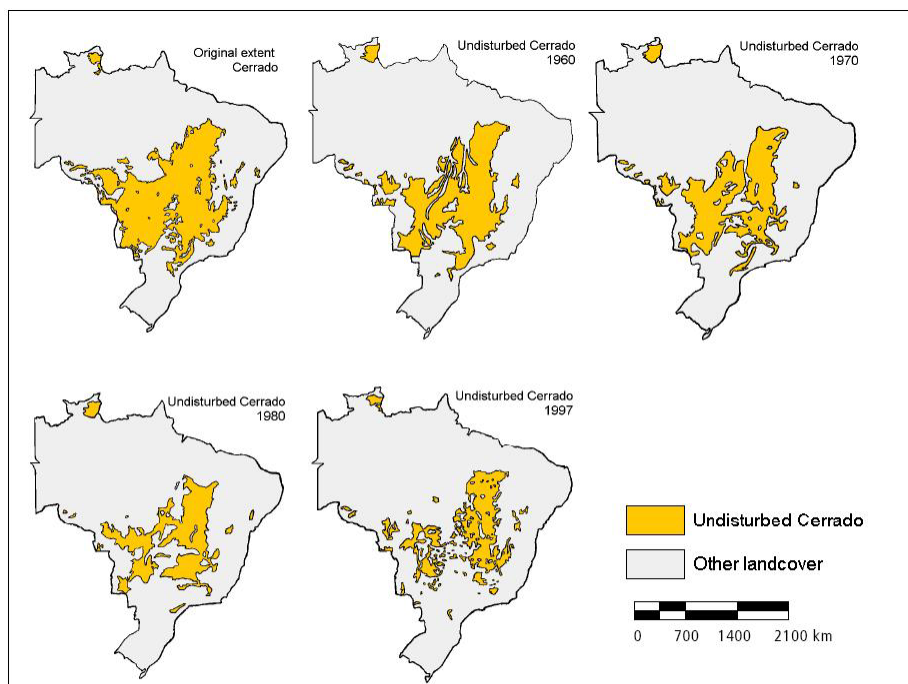 Original extent
Cerrado
Undisturbed Cerrado
1960
Undisturbed Cerrado
1970
Undisturbed Cerrado
1980
Undisturbed Cerrado
1997
Undisturbed Cerrado
Other landcover
0 700 1400 2100 km